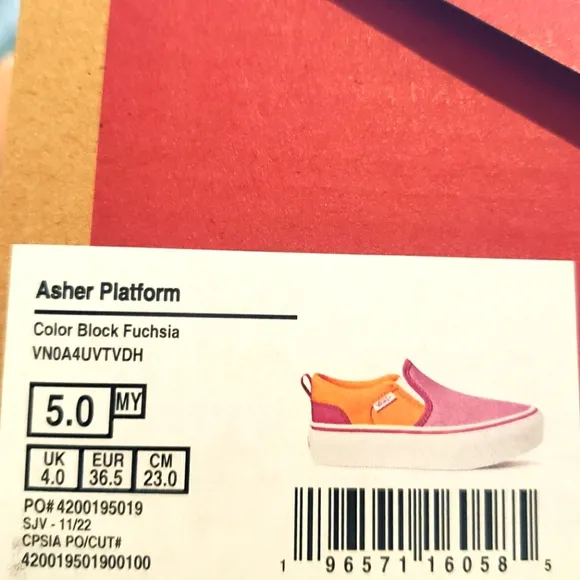 Asher Platform
Color Block Fuchsia
VN0A4UVTVDH
5.0 MY
UK EUR CM
4.0 36.5 23.0
PO# 4200195019
SJV - 11/22
CPSIA PO/CUT#
420019501900100
1 96571 16058 5